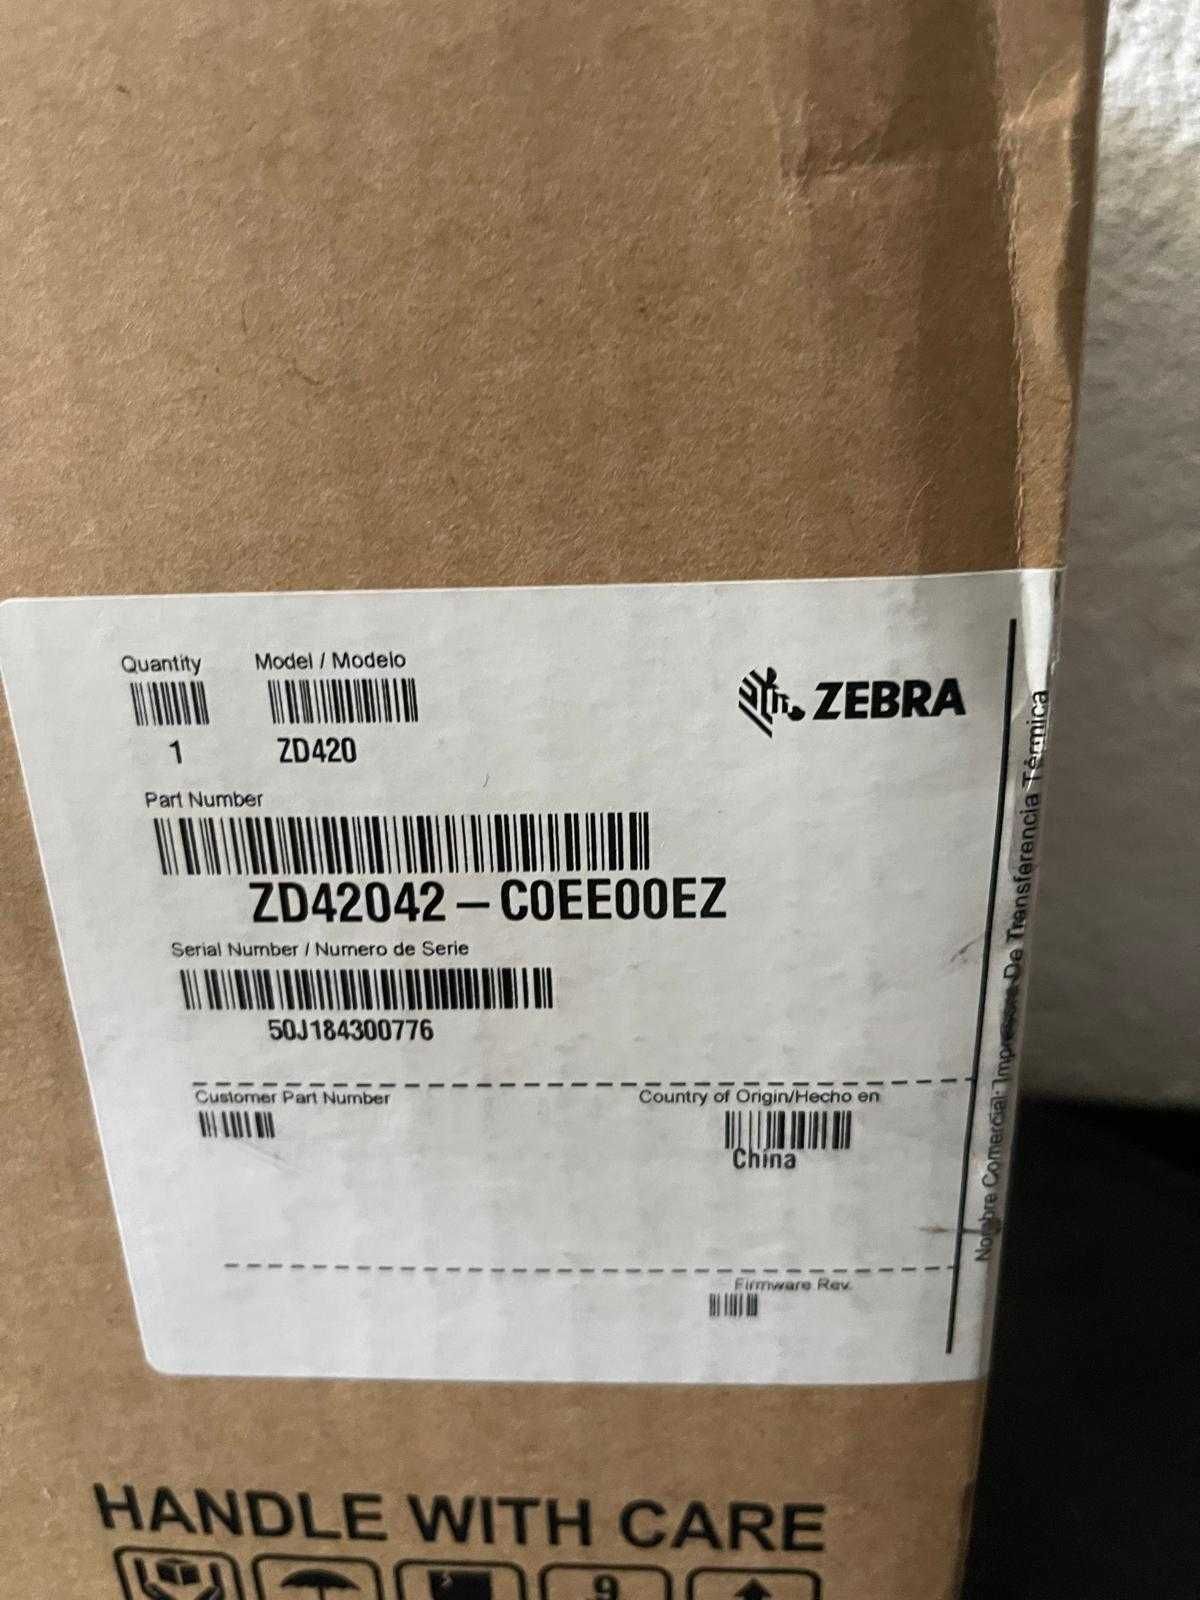 Quantity
Model / Modelo
ZEBRA
1
ZD420
Part Number
ZD42042-C0EE00EZ
Serial Number / Numero de Serie
50J184300776
Customer Part Number
Country of Origin/Hecho en
China
Firmware Rev.
Nombre Comercial: Impresora De Transferencia Térmica
HANDLE WITH CARE
9